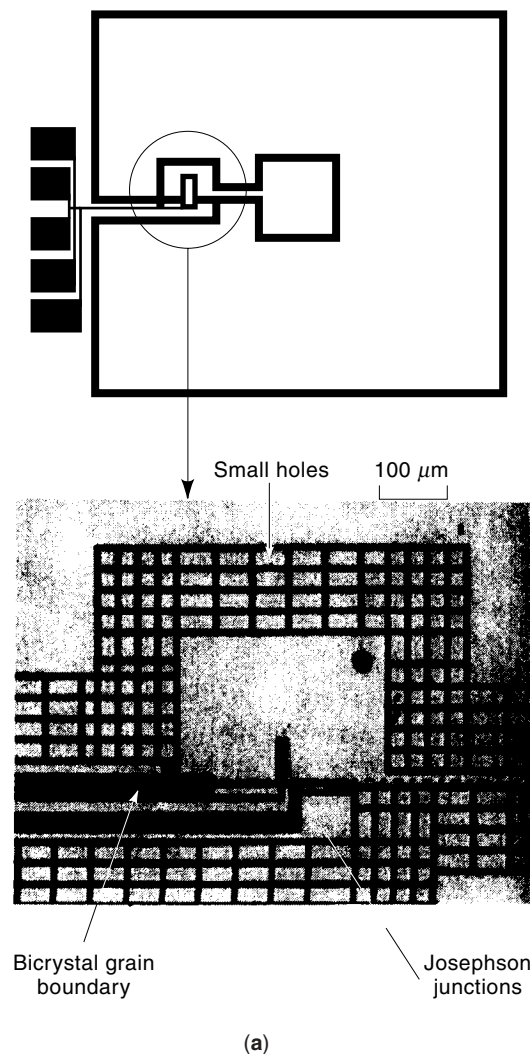 Small holes
100 μm
Bicrystal grain
boundary
Josephson
junctions
(a)